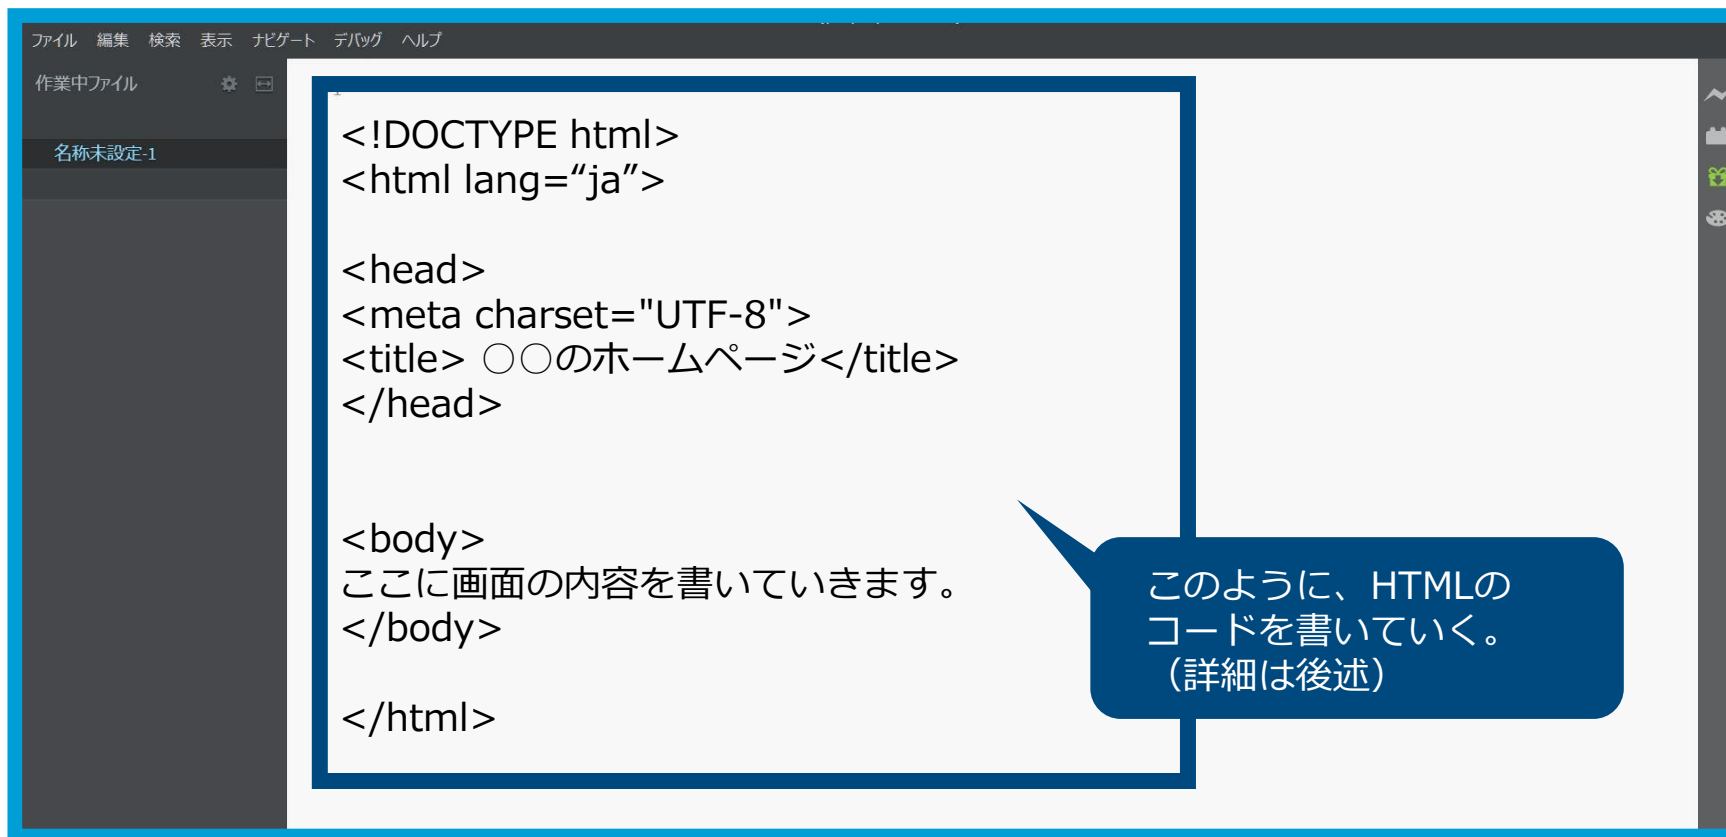 ファイル 編集 検索 表示 ナビゲート デバッグ ヘルプ
作業中ファイル
名称未設定-1
1
<!DOCTYPE html>
<html lang=“ja”>
<head>
<meta charset="UTF-8">
<title> 〇〇のホームページ</title>
</head>
<body>
ここに画面の内容を書いていきます。
</body>
</html>
このように、HTMLの
コードを書いていく。
（詳細は後述）